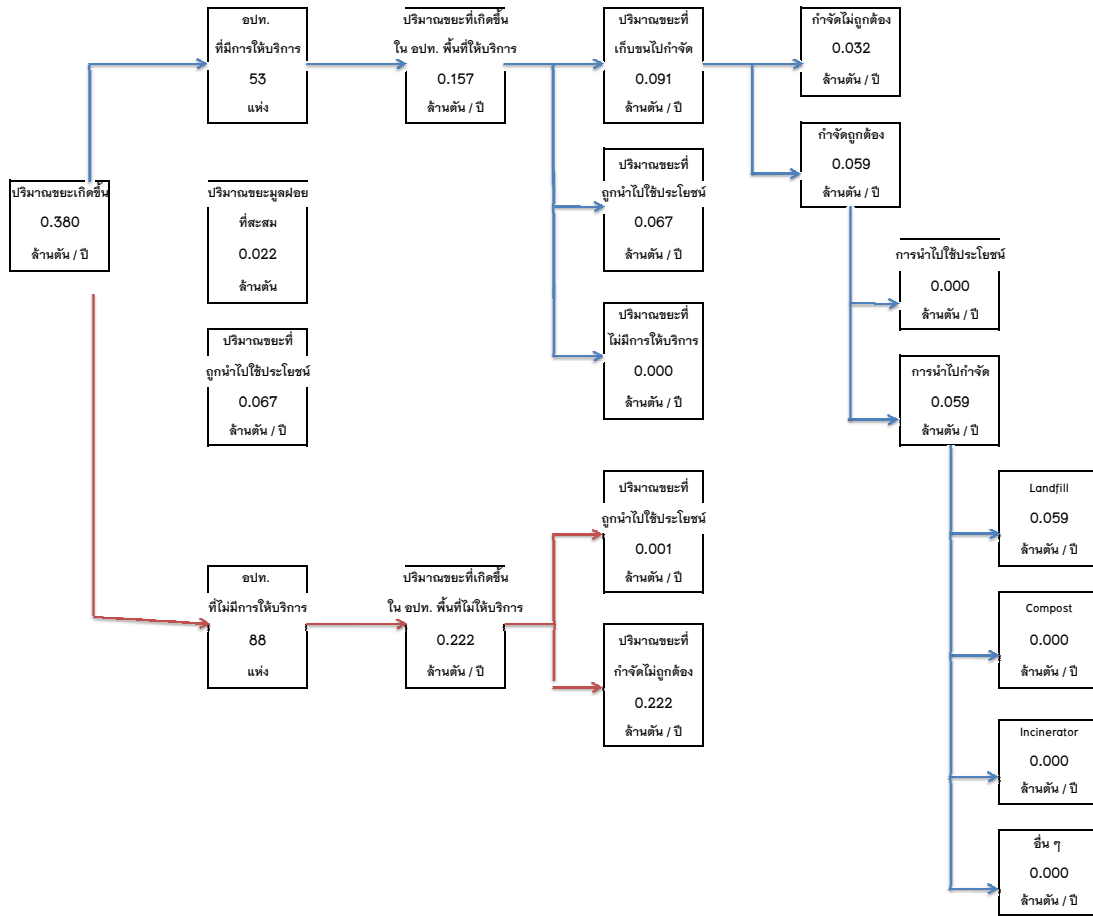 ปริมาณขยะเกิดขึ้น
0.380
ล้านตัน / ปี
อปท.
ที่มีการให้บริการ
53
แห่ง
ปริมาณขยะมูลฝอย
ที่สะสม
0.022
ล้านตัน
ปริมาณขยะที่
ถูกนำไปใช้ประโยชน์
0.067
ล้านตัน / ปี
อปท.
ที่ไม่มีการให้บริการ
88
แห่ง
ปริมาณขยะที่เกิดขึ้น
ใน อปท. พื้นที่ให้บริการ
0.157
ล้านตัน / ปี
ปริมาณขยะที่เกิดขึ้น
ใน อปท. พื้นที่ไม่ให้บริการ
0.222
ล้านตัน / ปี
ปริมาณขยะที่
เก็บขนไปกำจัด
0.091
ล้านตัน / ปี
ปริมาณขยะที่
ถูกนำไปใช้ประโยชน์
0.067
ล้านตัน / ปี
ปริมาณขยะที่
ไม่มีการให้บริการ
0.000
ล้านตัน / ปี
ปริมาณขยะที่
ถูกนำไปใช้ประโยชน์
0.001
ล้านตัน / ปี
ปริมาณขยะที่
กำจัดไม่ถูกต้อง
0.222
ล้านตัน / ปี
กำจัดไม่ถูกต้อง
0.032
ล้านตัน / ปี
กำจัดถูกต้อง
0.059
ล้านตัน / ปี
การนำไปใช้ประโยชน์
0.000
ล้านตัน / ปี
การนำไปกำจัด
0.059
ล้านตัน / ปี
Landfill
0.059
ล้านตัน / ปี
Compost
0.000
ล้านตัน / ปี
Incinerator
0.000
ล้านตัน / ปี
อื่น ๆ
0.000
ล้านตัน / ปี